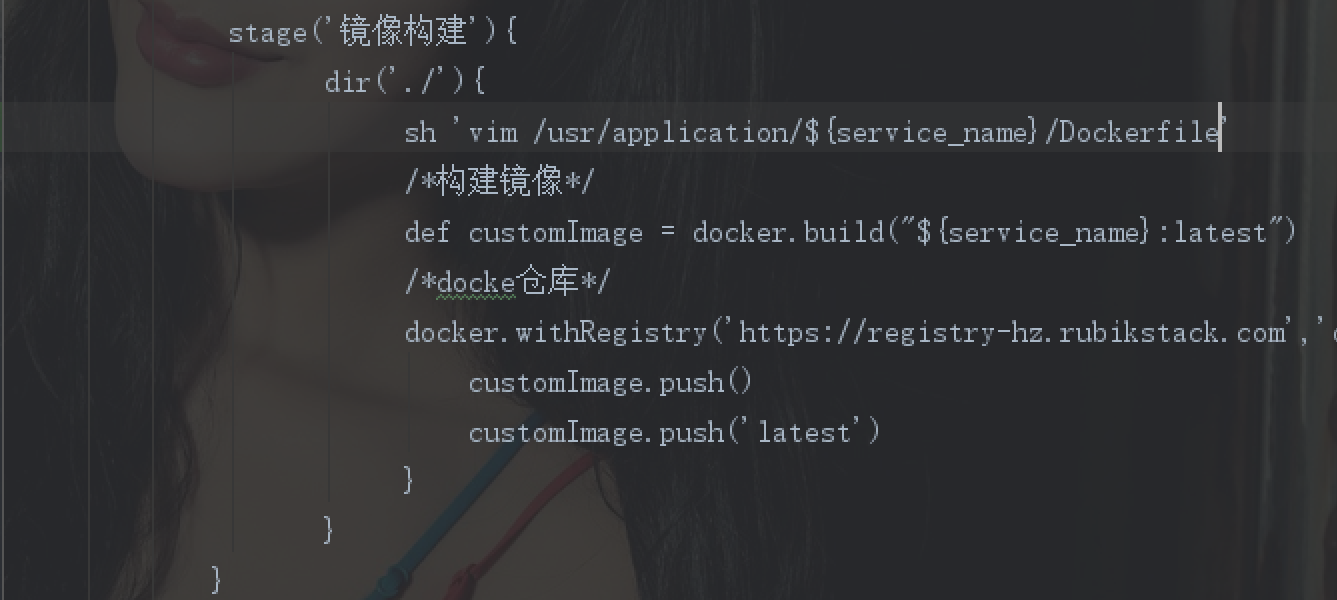 stage('镜像构建'){
dir('./'){
sh 'vim /usr/application/${service_name}/Dockerfile'
/*构建镜像*/
def customImage = docker.build("${service_name}:latest")
/*docke仓库*/
docker.withRegistry('https://registry-hz.rubikstack.com','
customImage.push()
customImage.push('latest')
}
}
}